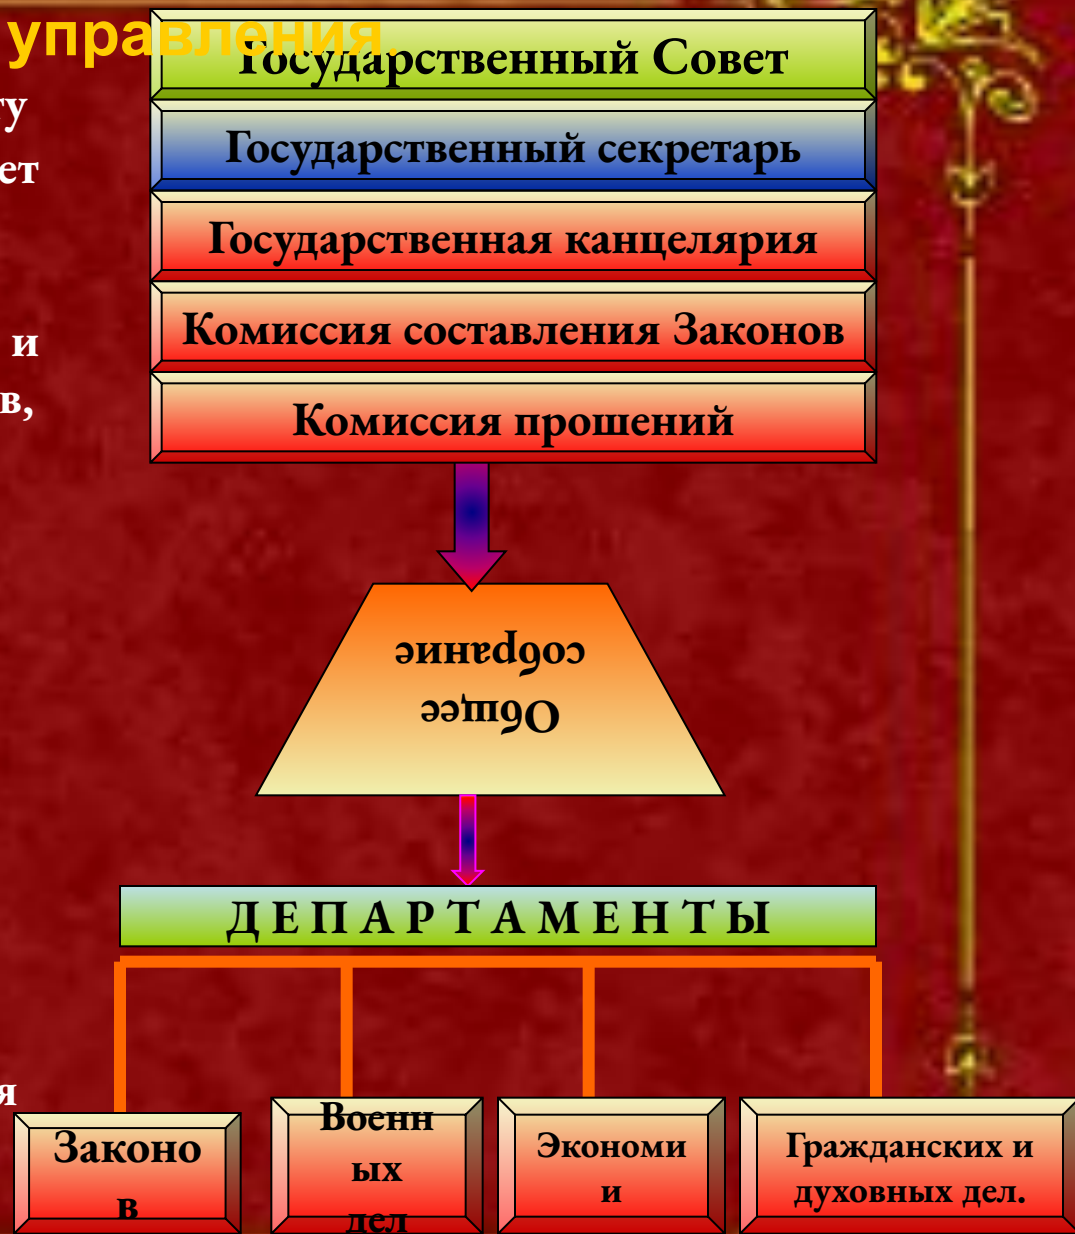 управления.
Государственный Совет
Государственный секретарь
Государственная канцелярия
Комиссия составления Законов
Комиссия прошений
ет
и
в,
я
Общее
собрание
Д Е П А Р Т А М Е Н Т Ы
Законо
в
Военн
ых
дел
Экономи
и
Гражданских и
духовных дел.